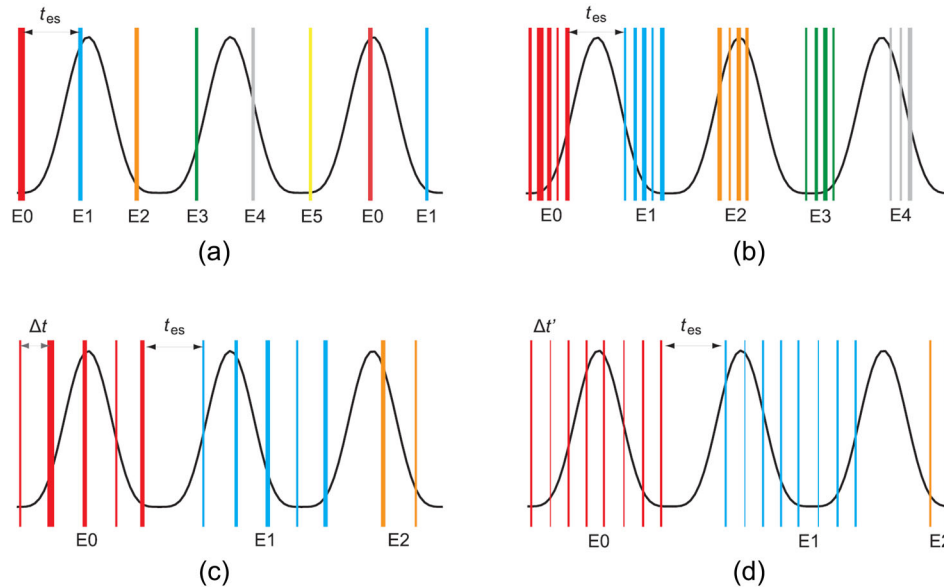 t_es t_es
E0 E1 E2 E3 E4 E5 E0 E1 E0 E1 E2 E3 E4
(a) (b)
Δt t_es Δt' t_es
E0 E1 E2 E0 E1 E2
(c) (d)